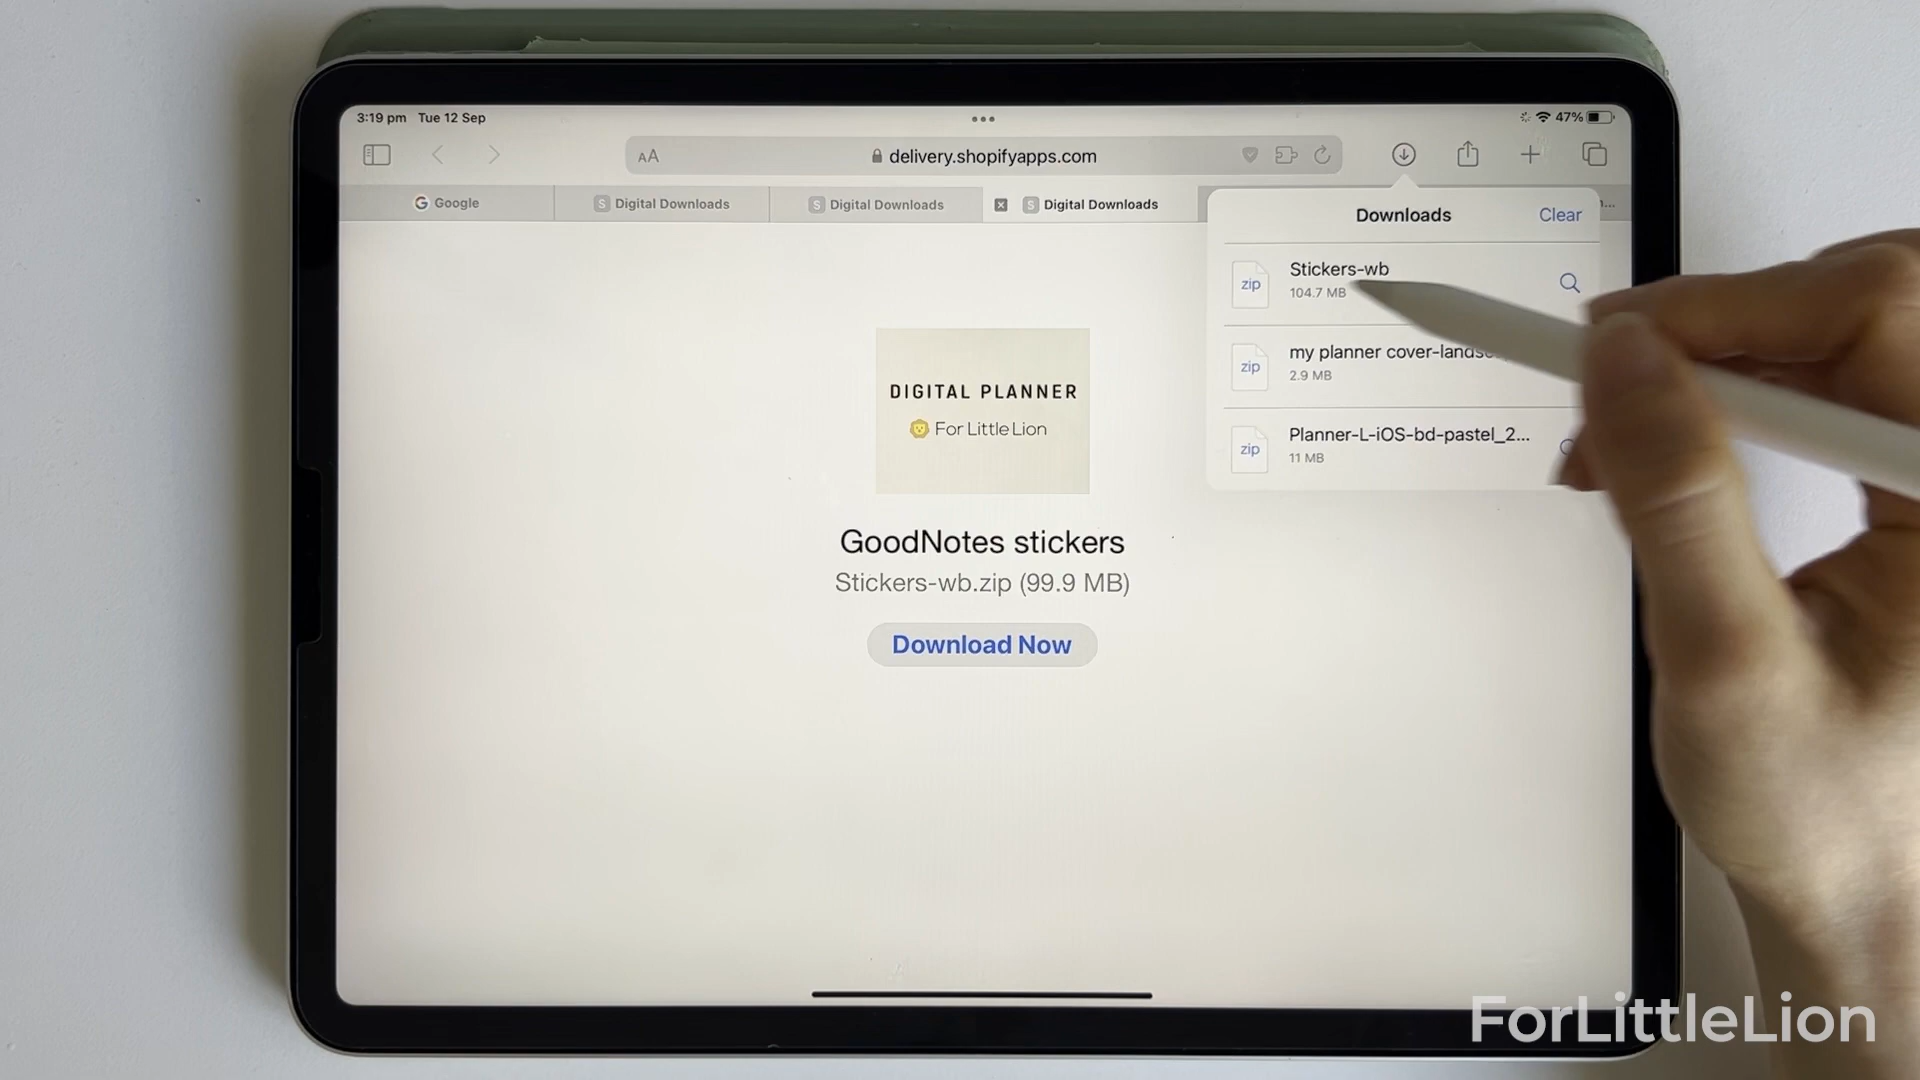 3:19 pm Tue 12 Sep
47%
AA
delivery.shopifyapps.com
Google
S Digital Downloads
S Digital Downloads
S Digital Downloads
Downloads
Clear
zip
Stickers-wb
104.7 MB
zip
my planner cover-landsc
2.9 MB
zip
Planner-L-iOS-bd-pastel_2...
11 MB
DIGITAL PLANNER
For Little Lion
GoodNotes stickers
Stickers-wb.zip (99.9 MB)
Download Now
ForLittleLion